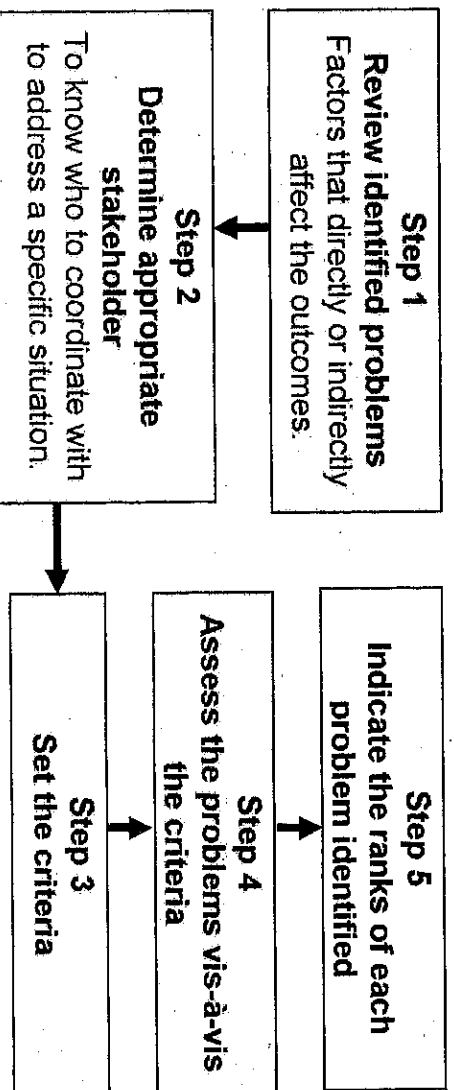 Step 1
Review identified problems
Factors that directly or indirectly
affect the outcomes.
Step 2
Determine appropriate
stakeholder
To know who to coordinate with
to address a specific situation.
Step 3
Set the criteria
Step 4
Assess the problems vis-à-vis
the criteria
Step 5
Indicate the ranks of each
problem identified